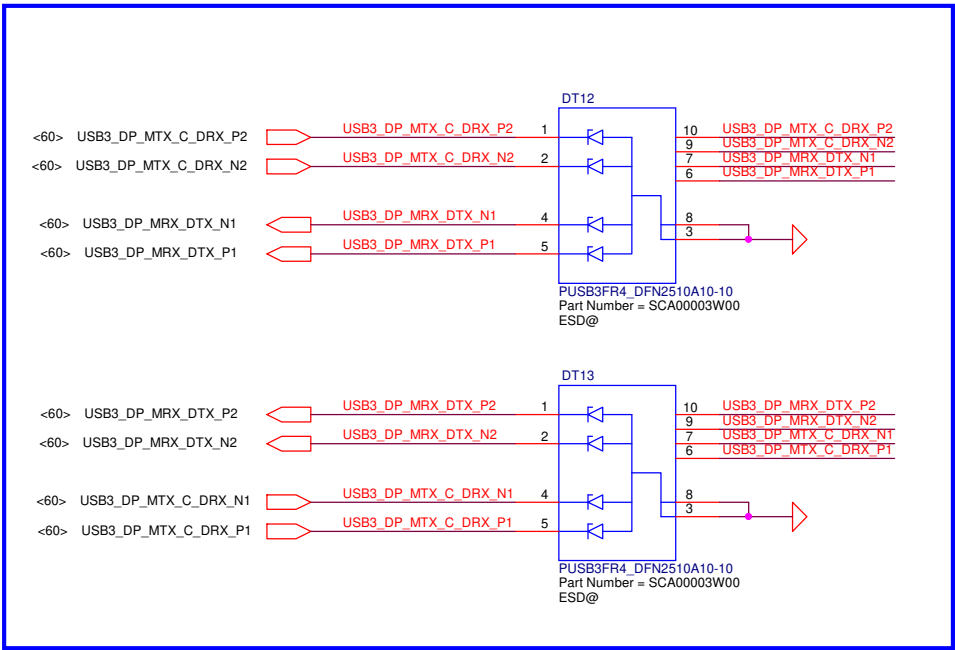 DT12
<60> USB3_DP_MTX_C_DRX_P2 USB3_DP_MTX_C_DRX_P2 1 10 USB3_DP_MTX_C_DRX_P2
9 USB3_DP_MTX_C_DRX_N2
<60> USB3_DP_MTX_C_DRX_N2 USB3_DP_MTX_C_DRX_N2 2 7 USB3_DP_MRX_DTX_N1
6 USB3_DP_MRX_DTX_P1
<60> USB3_DP_MRX_DTX_N1 USB3_DP_MRX_DTX_N1 4 8
3
<60> USB3_DP_MRX_DTX_P1 USB3_DP_MRX_DTX_P1 5
PUSB3FR4_DFN2510A10-10
Part Number = SCA00003W00
ESD@
DT13
<60> USB3_DP_MRX_DTX_P2 USB3_DP_MRX_DTX_P2 1 10 USB3_DP_MRX_DTX_P2
9 USB3_DP_MRX_DTX_N2
<60> USB3_DP_MRX_DTX_N2 USB3_DP_MRX_DTX_N2 2 7 USB3_DP_MTX_C_DRX_N1
6 USB3_DP_MTX_C_DRX_P1
<60> USB3_DP_MTX_C_DRX_N1 USB3_DP_MTX_C_DRX_N1 4 8
3
<60> USB3_DP_MTX_C_DRX_P1 USB3_DP_MTX_C_DRX_P1 5
PUSB3FR4_DFN2510A10-10
Part Number = SCA00003W00
ESD@